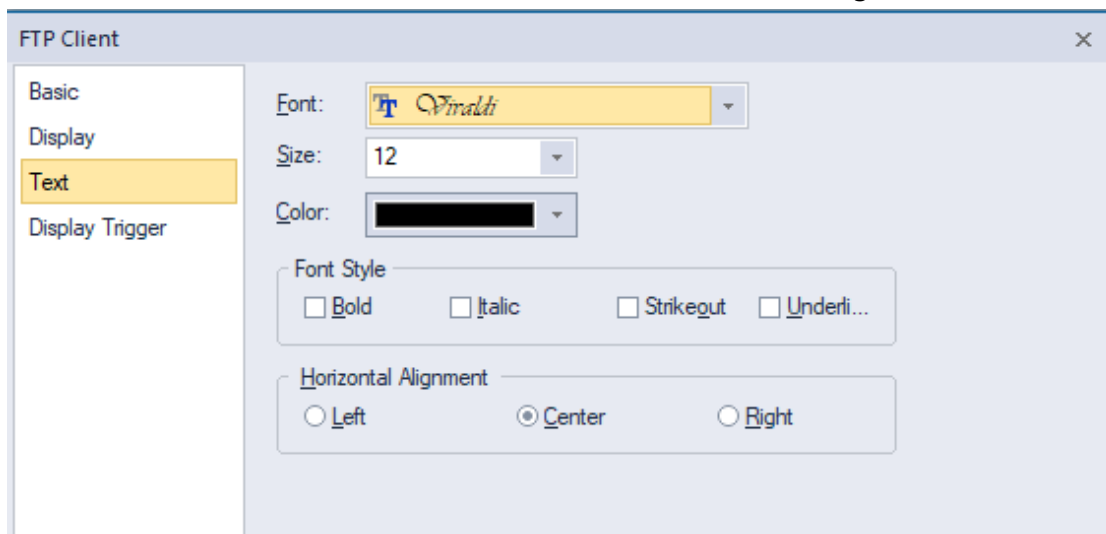 FTP Client
Basic
Display
Text
Display Trigger
Font: Vivaldi
Size: 12
Color:
Font Style
Bold Italic Strikeout Underli...
Horizontal Alignment
Left Center Right